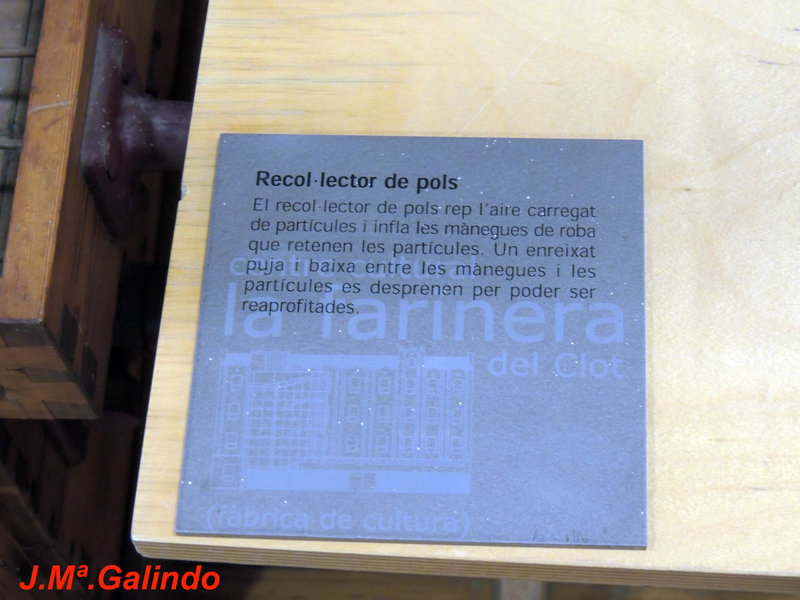 Recol·lector de pols
El recol·lector de pols rep l'aire carregat
de partícules i infla les mànegues de roba
que retenen les partícules. Un enreixat
puja i baixa entre les mànegues i les
partícules es desprenen per poder ser
reaprofitades.
centre cultural
la farinera
del Clot
(fàbrica de cultura)
J.Mª.Galindo